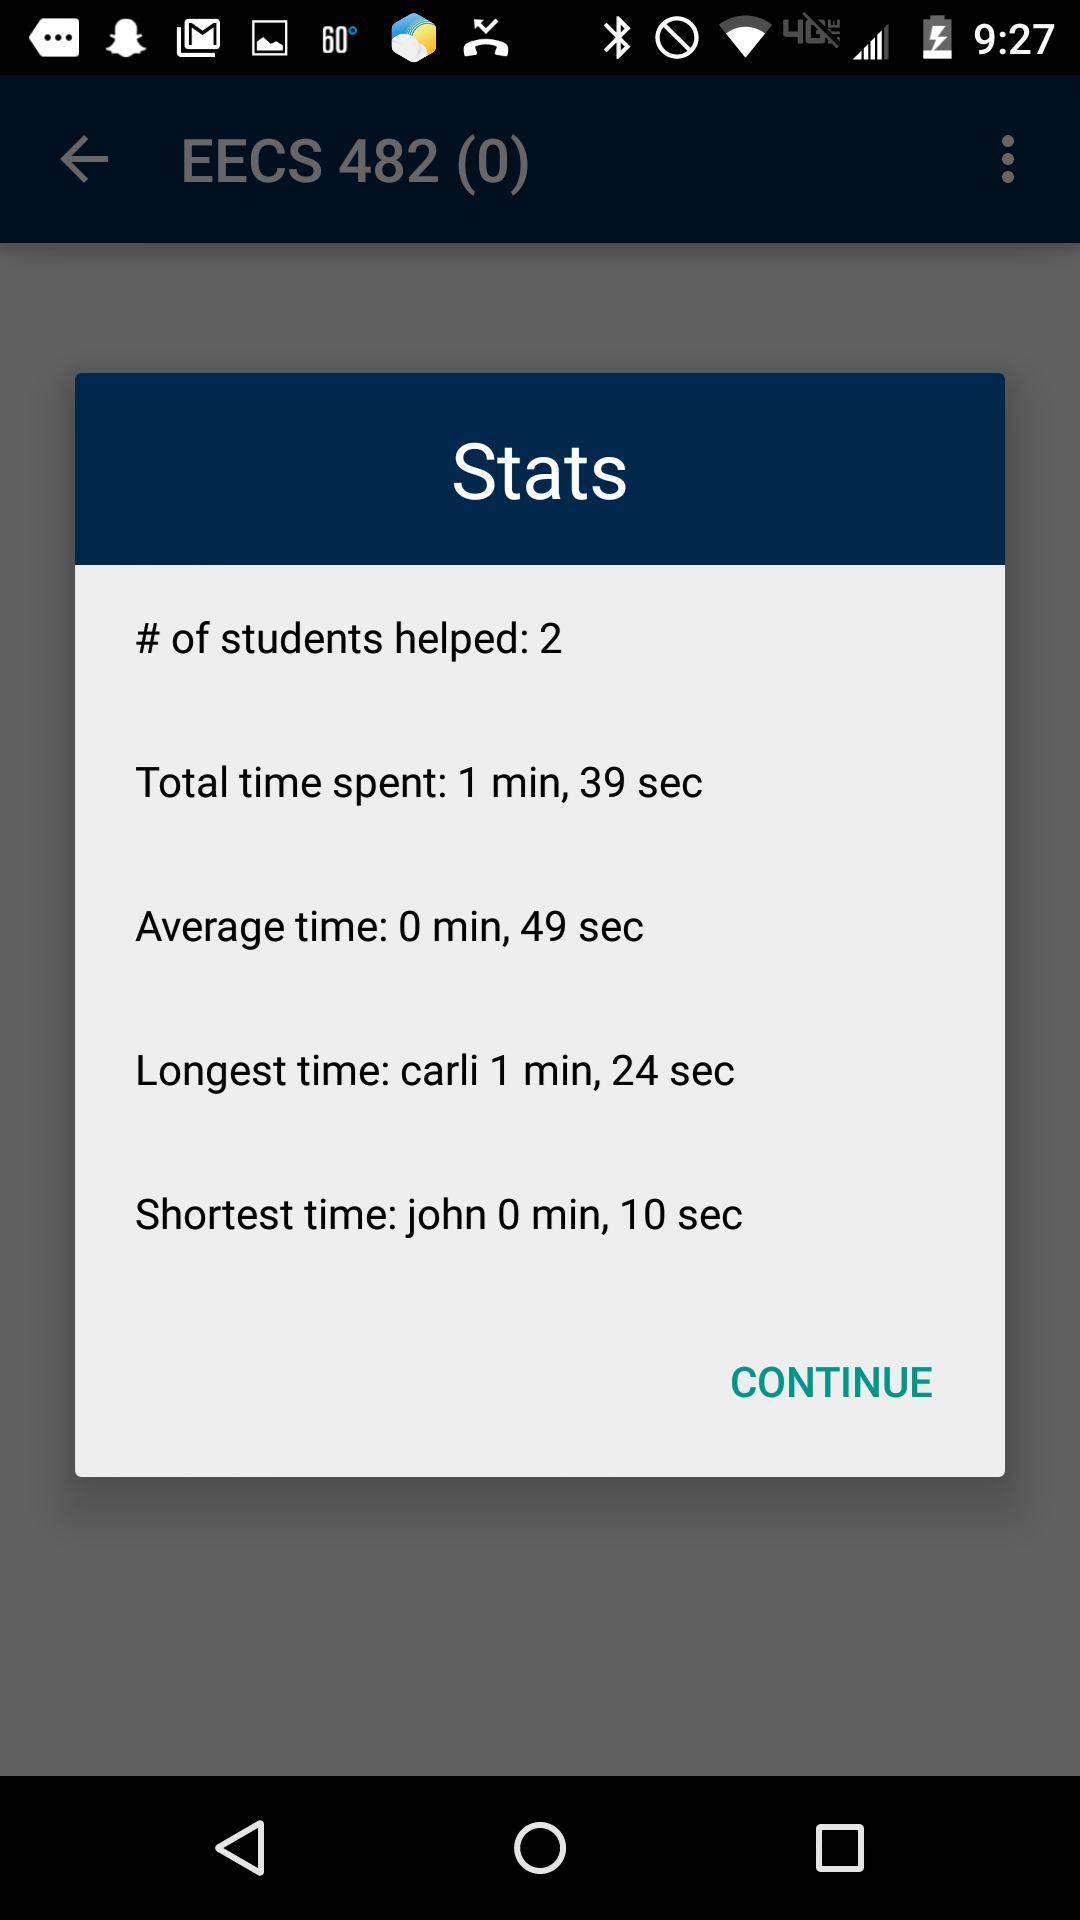 60°
4G
9:27
EECS 482 (0)
Stats
# of students helped: 2
Total time spent: 1 min, 39 sec
Average time: 0 min, 49 sec
Longest time: carli 1 min, 24 sec
Shortest time: john 0 min, 10 sec
CONTINUE